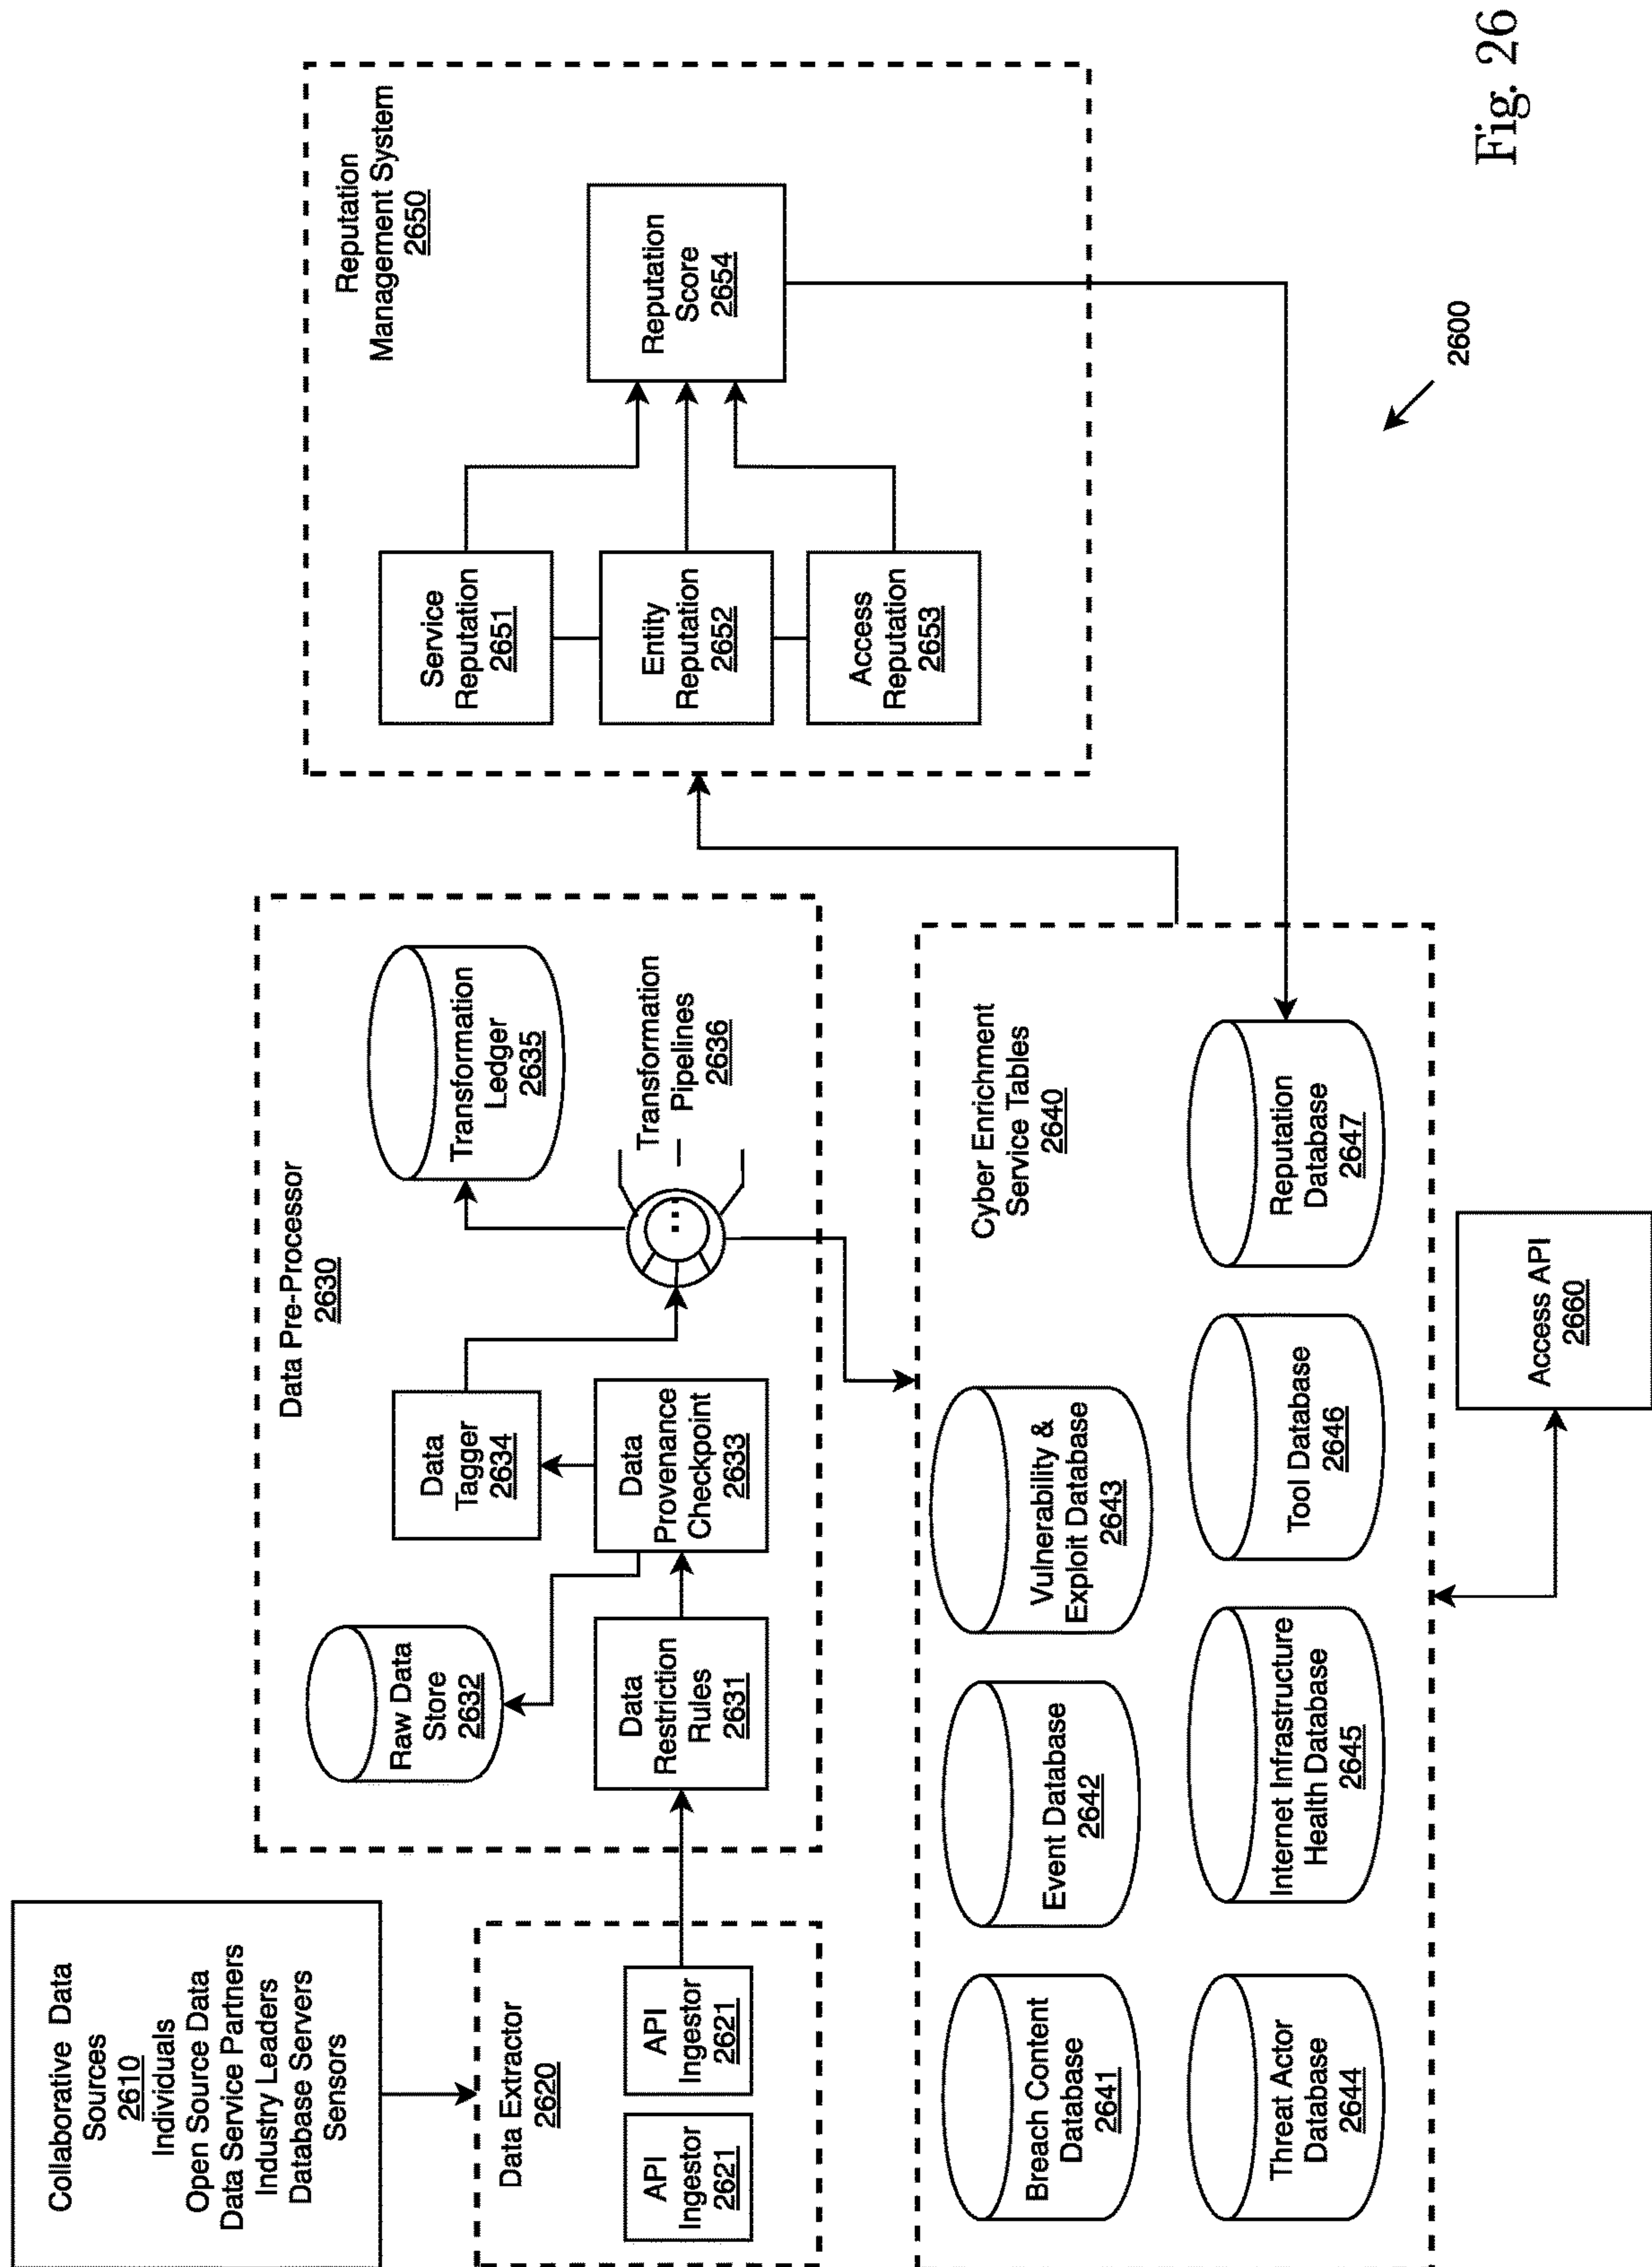 Collaborative Data
Sources
2610
Individuals
Open Source Data
Data Service Partners
Industry Leaders
Database Servers
Sensors
Data Extractor
2620
API
Ingestor
2621
API
Ingestor
2621
Data Pre-Processor
2630
Raw Data
Store
2632
Data
Restriction
Rules
2631
Data
Tagger
2634
Data
Provenance
Checkpoint
2633
Transformation
Ledger
2635
Transformation
Pipelines
2636
Reputation
Management System
2650
Service
Reputation
2651
Entity
Reputation
2652
Access
Reputation
2653
Reputation
Score
2654
Cyber Enrichment
Service Tables
2640
Breach Content
Database
2641
Event Database
2642
Vulnerability &
Exploit Database
2643
Threat Actor
Database
2644
Internet Infrastructure
Health Database
2645
Tool Database
2646
Reputation
Database
2647
Access API
2660
2600
Fig. 26